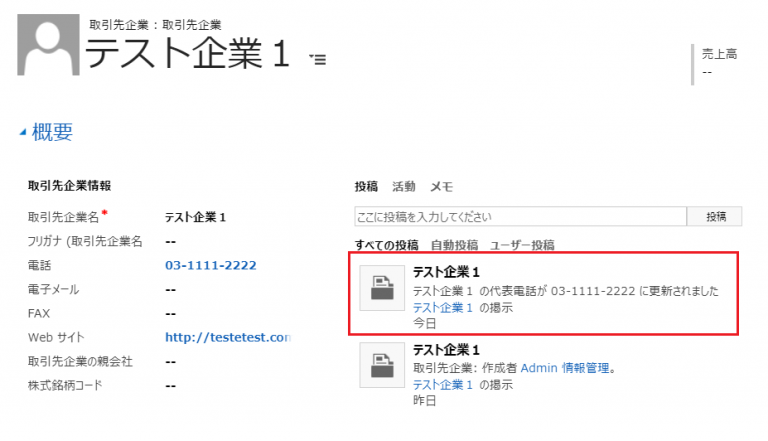 取引先企業 : 取引先企業
テスト企業１
売上高
--
概要
取引先企業情報
取引先企業名*
テスト企業１
フリガナ (取引先企業名
--
電話
03-1111-2222
電子メール
--
FAX
--
Web サイト
http://testetest.con
取引先企業の親会社
--
株式銘柄コード
--
投稿 活動 メモ
ここに投稿を入力してください
投稿
すべての投稿 自動投稿 ユーザー投稿
テスト企業１
テスト企業１ の代表電話が 03-1111-2222 に更新されました
テスト企業１ の掲示
今日
テスト企業１
取引先企業: 作成者 Admin 情報管理。
テスト企業１ の掲示
昨日